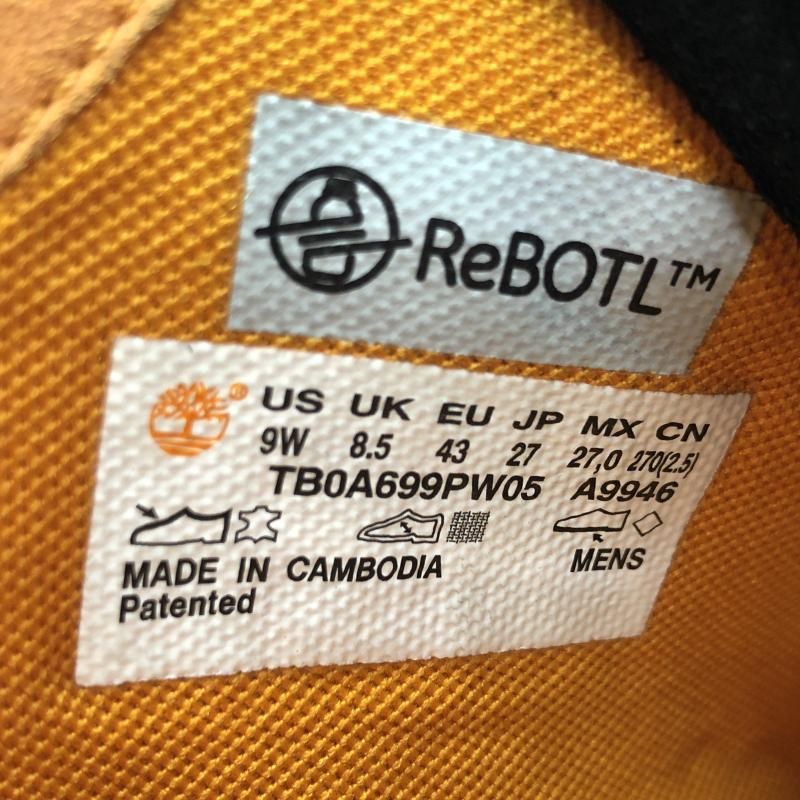 ReBOTL™
®
US UK EU JP MX CN
9W 8.5 43 27 27,0 270(2.5)
TB0A699PW05 A9946
MENS
MADE IN CAMBODIA
Patented